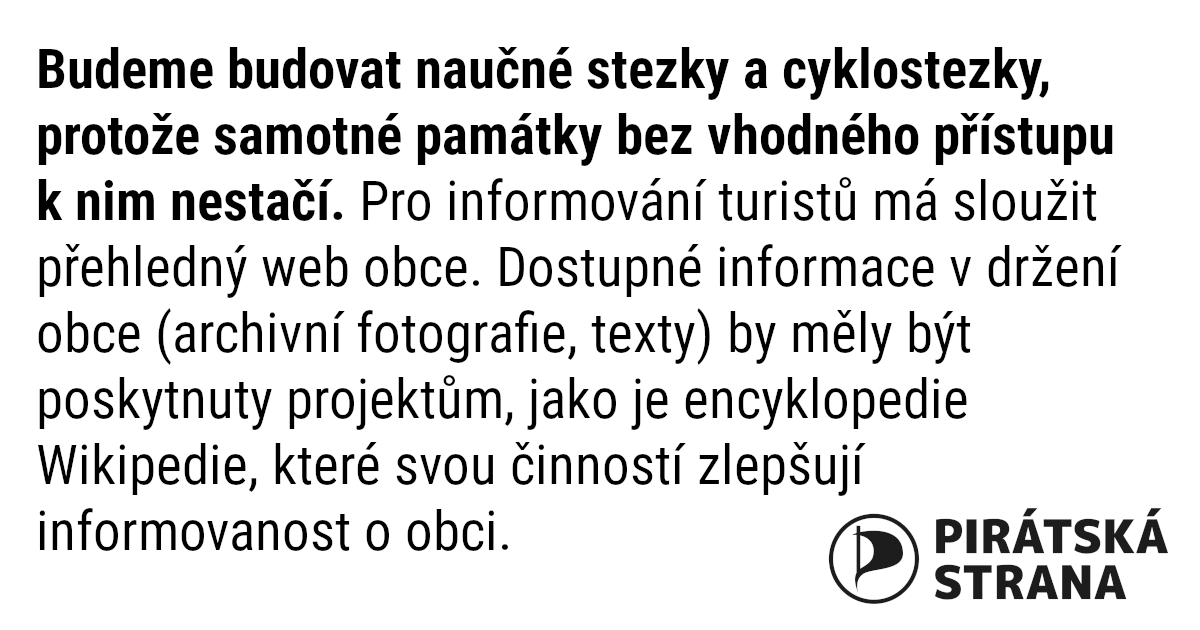 Budeme budovat naučné stezky a cyklostezky,
protože samotné památky bez vhodného přístupu
k nim nestačí. Pro informování turistů má sloužit
přehledný web obce. Dostupné informace v držení
obce (archivní fotografie, texty) by měly být
poskytnuty projektům, jako je encyklopedie
Wikipedie, které svou činností zlepšují
informovanost o obci.
PIRÁTSKÁ
STRANA